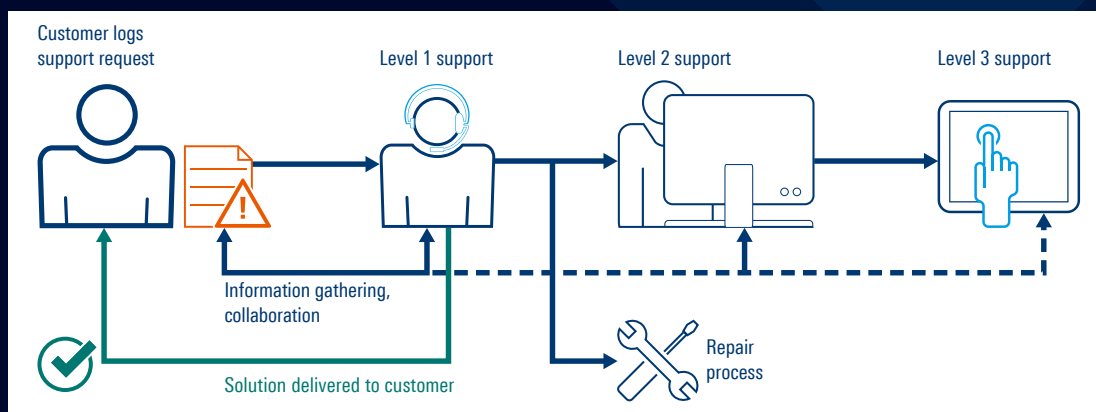 Customer logs
support request
Level 1 support
Level 2 support
Level 3 support
!
Information gathering,
collaboration
Repair
process
Solution delivered to customer